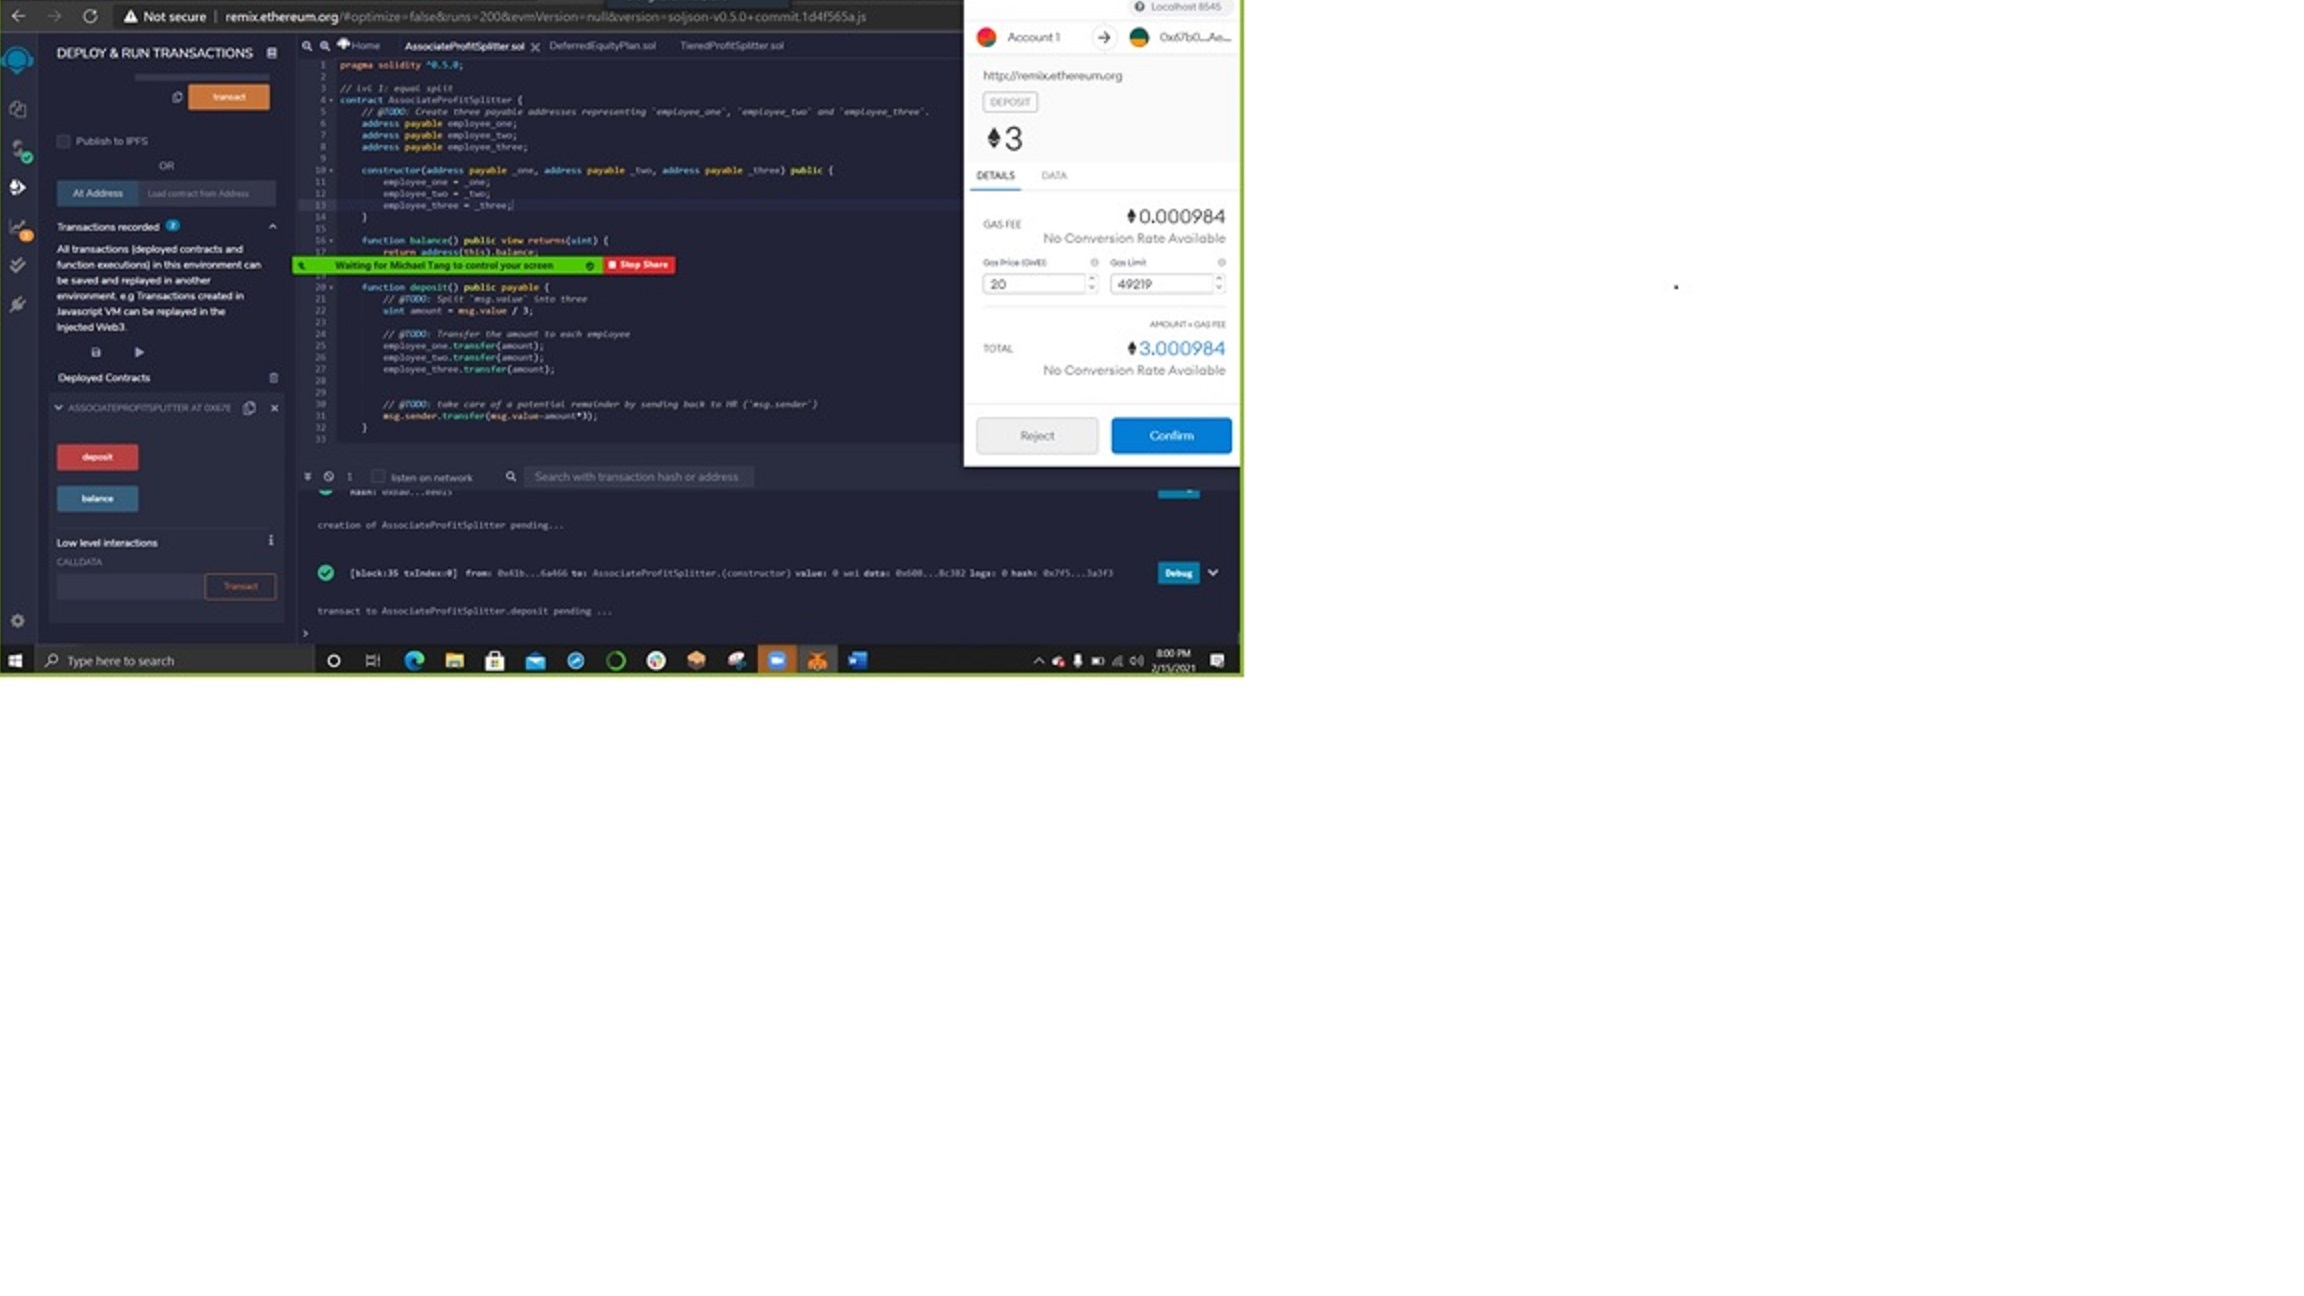 Not secure | remix.ethereum.org/#optimize=false&runs=200&evmVersion=null&version=soljson-v0.5.0+commit.1d4f565a.js
DEPLOY & RUN TRANSACTIONS
transact
Publish to IPFS
OR
At Address
Load contract from Address
Transactions recorded
All transactions (deployed contracts and
function executions) in this environment can
be saved and replayed in another
environment. e.g Transactions created in
Javascript VM can be replayed in the
Injected Web3.
Deployed Contracts
ASSOCIATEPROFITSPLITTER AT 0X67E
deposit
balance
Low level interactions
CALLDATA
Transact
Home AssociateProfitSplitter.sol DeferredEquityPlan.sol TieredProfitSplitter.sol
1 pragma solidity ^0.5.0;
2
3 // lvl 1: equal split
4 contract AssociateProfitSplitter {
5 // @TODO: Create three payable addresses representing `employee_one`, `employee_two` and `employee_three`.
6 address payable employee_one;
7 address payable employee_two;
8 address payable employee_three;
9
10 constructor(address payable _one, address payable _two, address payable _three) public {
11 employee_one = _one;
12 employee_two = _two;
13 employee_three = _three;
14 }
15
16 function balance() public view returns(uint) {
17 return address(this).balance;
Waiting for Michael Tang to control your screen Stop Share
20 function deposit() public payable {
21 // @TODO: Split `msg.value` into three
22 uint amount = msg.value / 3;
23
24 // @TODO: Transfer the amount to each employee
25 employee_one.transfer(amount);
26 employee_two.transfer(amount);
27 employee_three.transfer(amount);
28
29
30 // @TODO: take care of a potential remainder by sending back to HR (`msg.sender`)
31 msg.sender.transfer(msg.value-amount*3);
32 }
33
listen on network
Search with transaction hash or address
creation of AssociateProfitSplitter pending...
[block:35 txIndex:0] from: 0x41b...6a466 to: AssociateProfitSplitter.(constructor) value: 0 wei data: 0x608...8c382 logs: 0 hash: 0x7f5...3a3f3
Debug
transact to AssociateProfitSplitter.deposit pending ...
>
Localhost 8545
Account 1
0x67b0...Ae...
http://remix.ethereum.org
DEPOSIT
3
DETAILS DATA
GAS FEE
0.000984
No Conversion Rate Available
Gas Price (GWEI) Gas Limit
20 49219
AMOUNT + GAS FEE
TOTAL
3.000984
No Conversion Rate Available
Reject Confirm
Type here to search
8:00 PM
2/15/2021